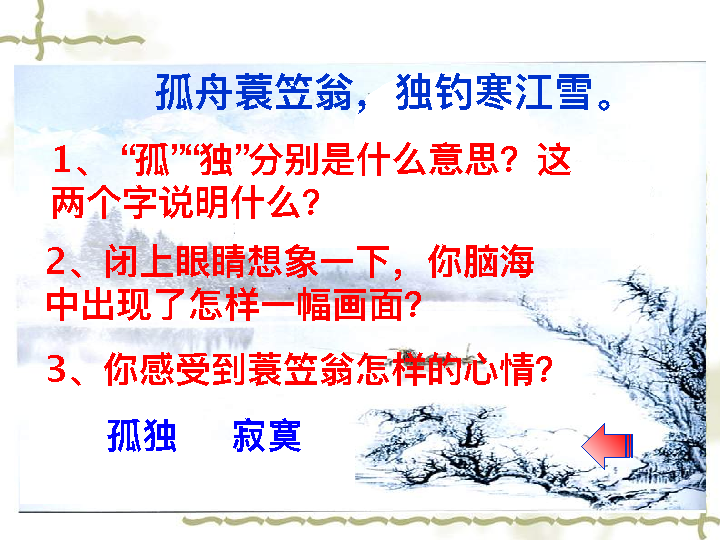 孤舟蓑笠翁，独钓寒江雪。
1、“孤”“独”分别是什么意思？这
两个字说明什么？
2、闭上眼睛想象一下，你脑海
中出现了怎样一幅画面？
3、你感受到蓑笠翁怎样的心情？
孤独 寂寞